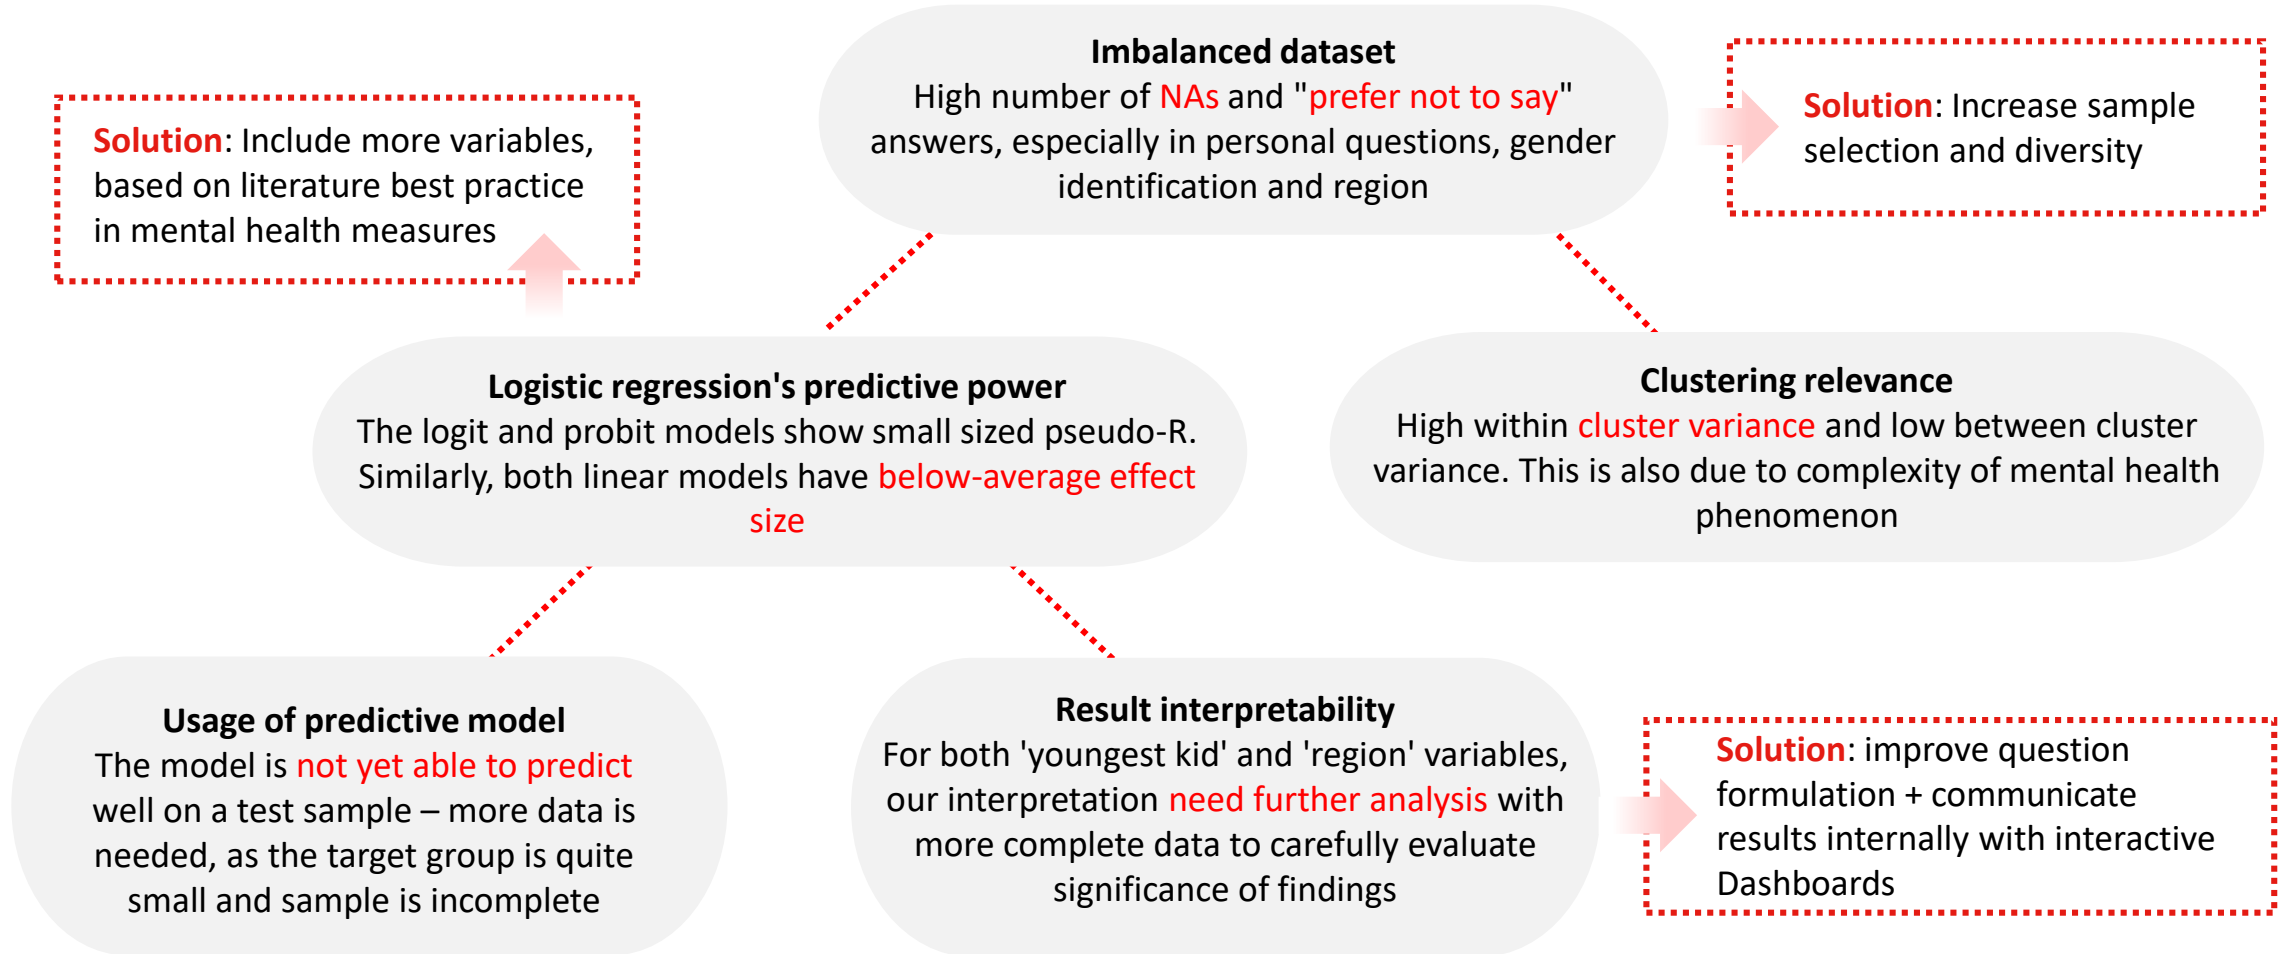 Imbalanced dataset
High number of NAs and "prefer not to say"
answers, especially in personal questions, gender
identification and region
Solution: Increase sample
selection and diversity
Solution: Include more variables,
based on literature best practice
in mental health measures
Logistic regression's predictive power
The logit and probit models show small sized pseudo-R.
Similarly, both linear models have below-average effect
size
Clustering relevance
High within cluster variance and low between cluster
variance. This is also due to complexity of mental health
phenomenon
Usage of predictive model
The model is not yet able to predict
well on a test sample – more data is
needed, as the target group is quite
small and sample is incomplete
Result interpretability
For both 'youngest kid' and 'region' variables,
our interpretation need further analysis with
more complete data to carefully evaluate
significance of findings
Solution: improve question
formulation + communicate
results internally with interactive
Dashboards